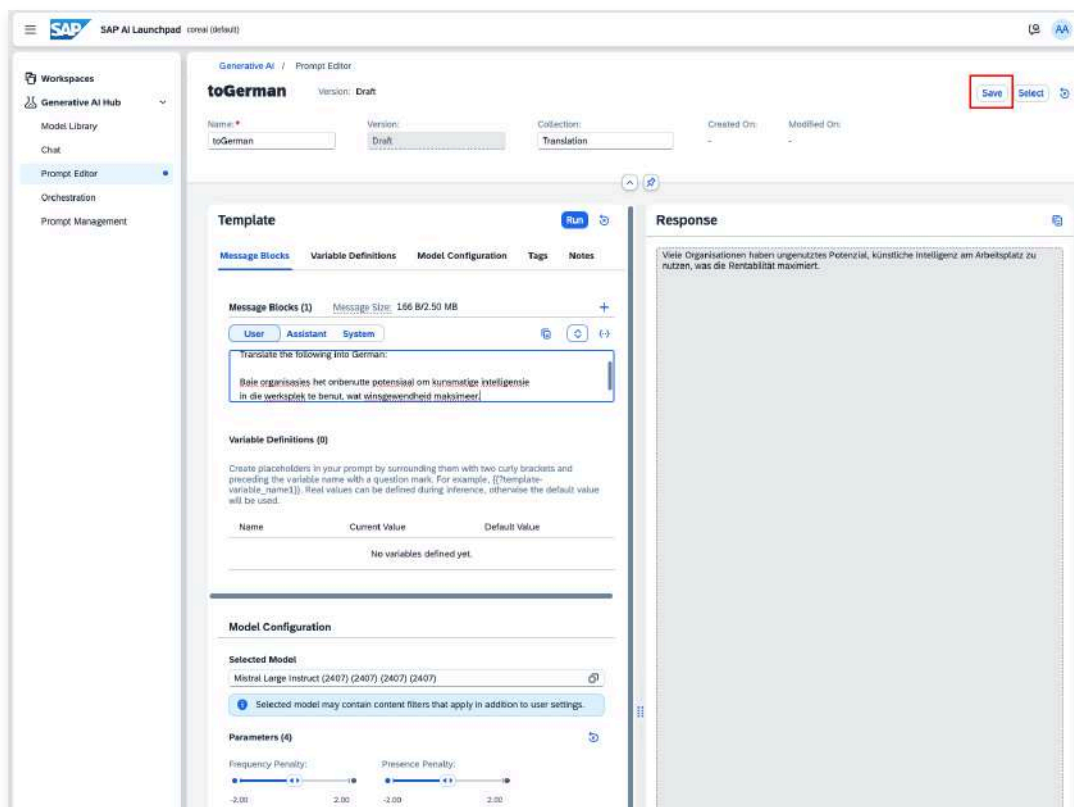 SAP
SAP AI Launchpad coreai (default)
AA
Workspaces
Generative AI Hub
Model Library
Chat
Prompt Editor
Orchestration
Prompt Management
Generative AI / Prompt Editor
toGerman Version: Draft
Save Select
Name:* Version: Collection: Created On: Modified On:
toGerman Draft Translation - -
Template Run
Message Blocks Variable Definitions Model Configuration Tags Notes
Message Blocks (1) Message Size: 166 B/2.50 MB
User Assistant System
Translate the following into German:
Baie organisasies het onbenutte potensiaal om kunsmatige intelligensie
in die werksplek te benut, wat winsgewendheid maksimeer.
Variable Definitions (0)
Create placeholders in your prompt by surrounding them with two curly brackets and
preceding the variable name with a question mark. For example, {{?template-
variable_name1}}. Real values can be defined during inference, otherwise the default value
will be used.
Name Current Value Default Value
No variables defined yet.
Model Configuration
Selected Model
Mistral Large Instruct (2407) (2407) (2407) (2407)
Selected model may contain content filters that apply in addition to user settings.
Parameters (4)
Frequency Penalty: Presence Penalty:
-2.00 2.00 -2.00 2.00
Response
Viele Organisationen haben ungenutztes Potenzial, künstliche Intelligenz am Arbeitsplatz zu
nutzen, was die Rentabilität maximiert.